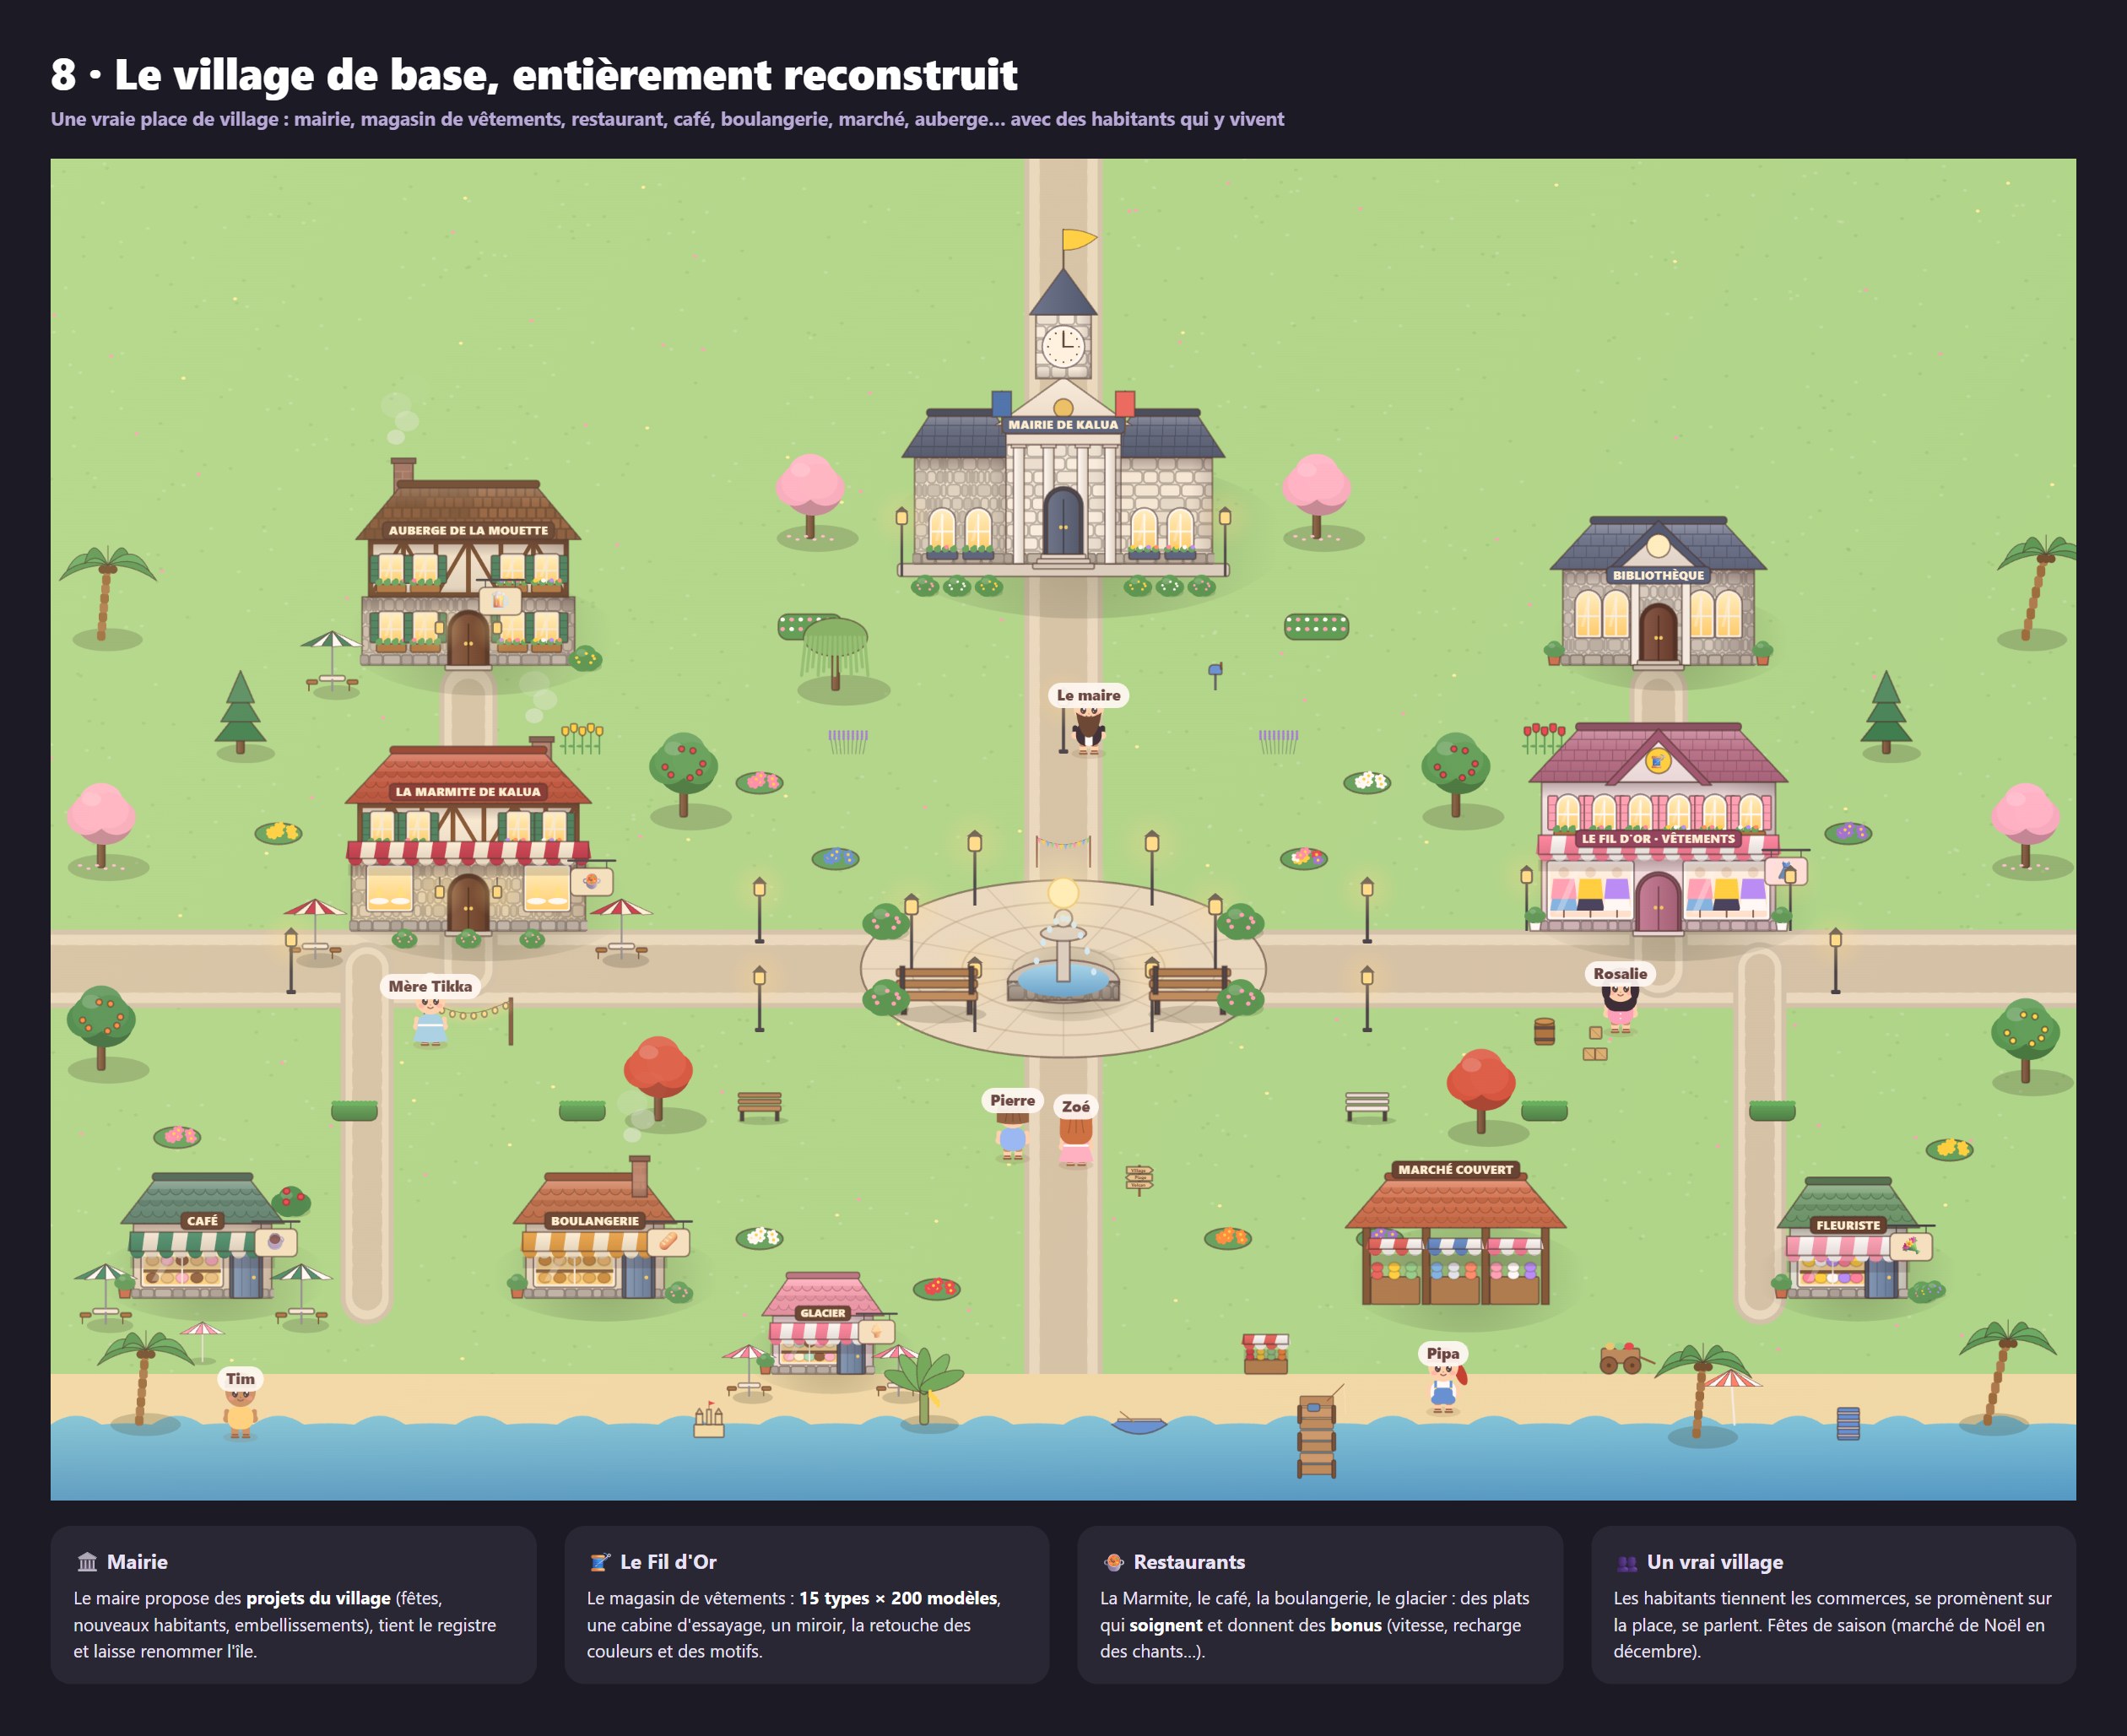 8 · Le village de base, entièrement reconstruit
Une vraie place de village : mairie, magasin de vêtements, restaurant, café, boulangerie, marché, auberge... avec des habitants qui y vivent
MAIRIE DE KALUA
AUBERGE DE LA MOUETTE
BIBLIOTHÈQUE
Le maire
LA MARMITE DE KALUA
LE FIL D'OR · VÊTEMENTS
Mère Tikka
Rosalie
Pierre
Zoé
MARCHÉ COUVERT
CAFÉ
BOULANGERIE
FLEURISTE
GLACIER
Pipa
Tim
Mairie
Le maire propose des projets du village (fêtes,
nouveaux habitants, embellissements), tient le registre
et laisse renommer l'île.
Le Fil d'Or
Le magasin de vêtements : 15 types × 200 modèles,
une cabine d'essayage, un miroir, la retouche des
couleurs et des motifs.
Restaurants
La Marmite, le café, la boulangerie, le glacier : des plats
qui soignent et donnent des bonus (vitesse, recharge
des chants...).
Un vrai village
Les habitants tiennent les commerces, se promènent sur
la place, se parlent. Fêtes de saison (marché de Noël en
décembre).